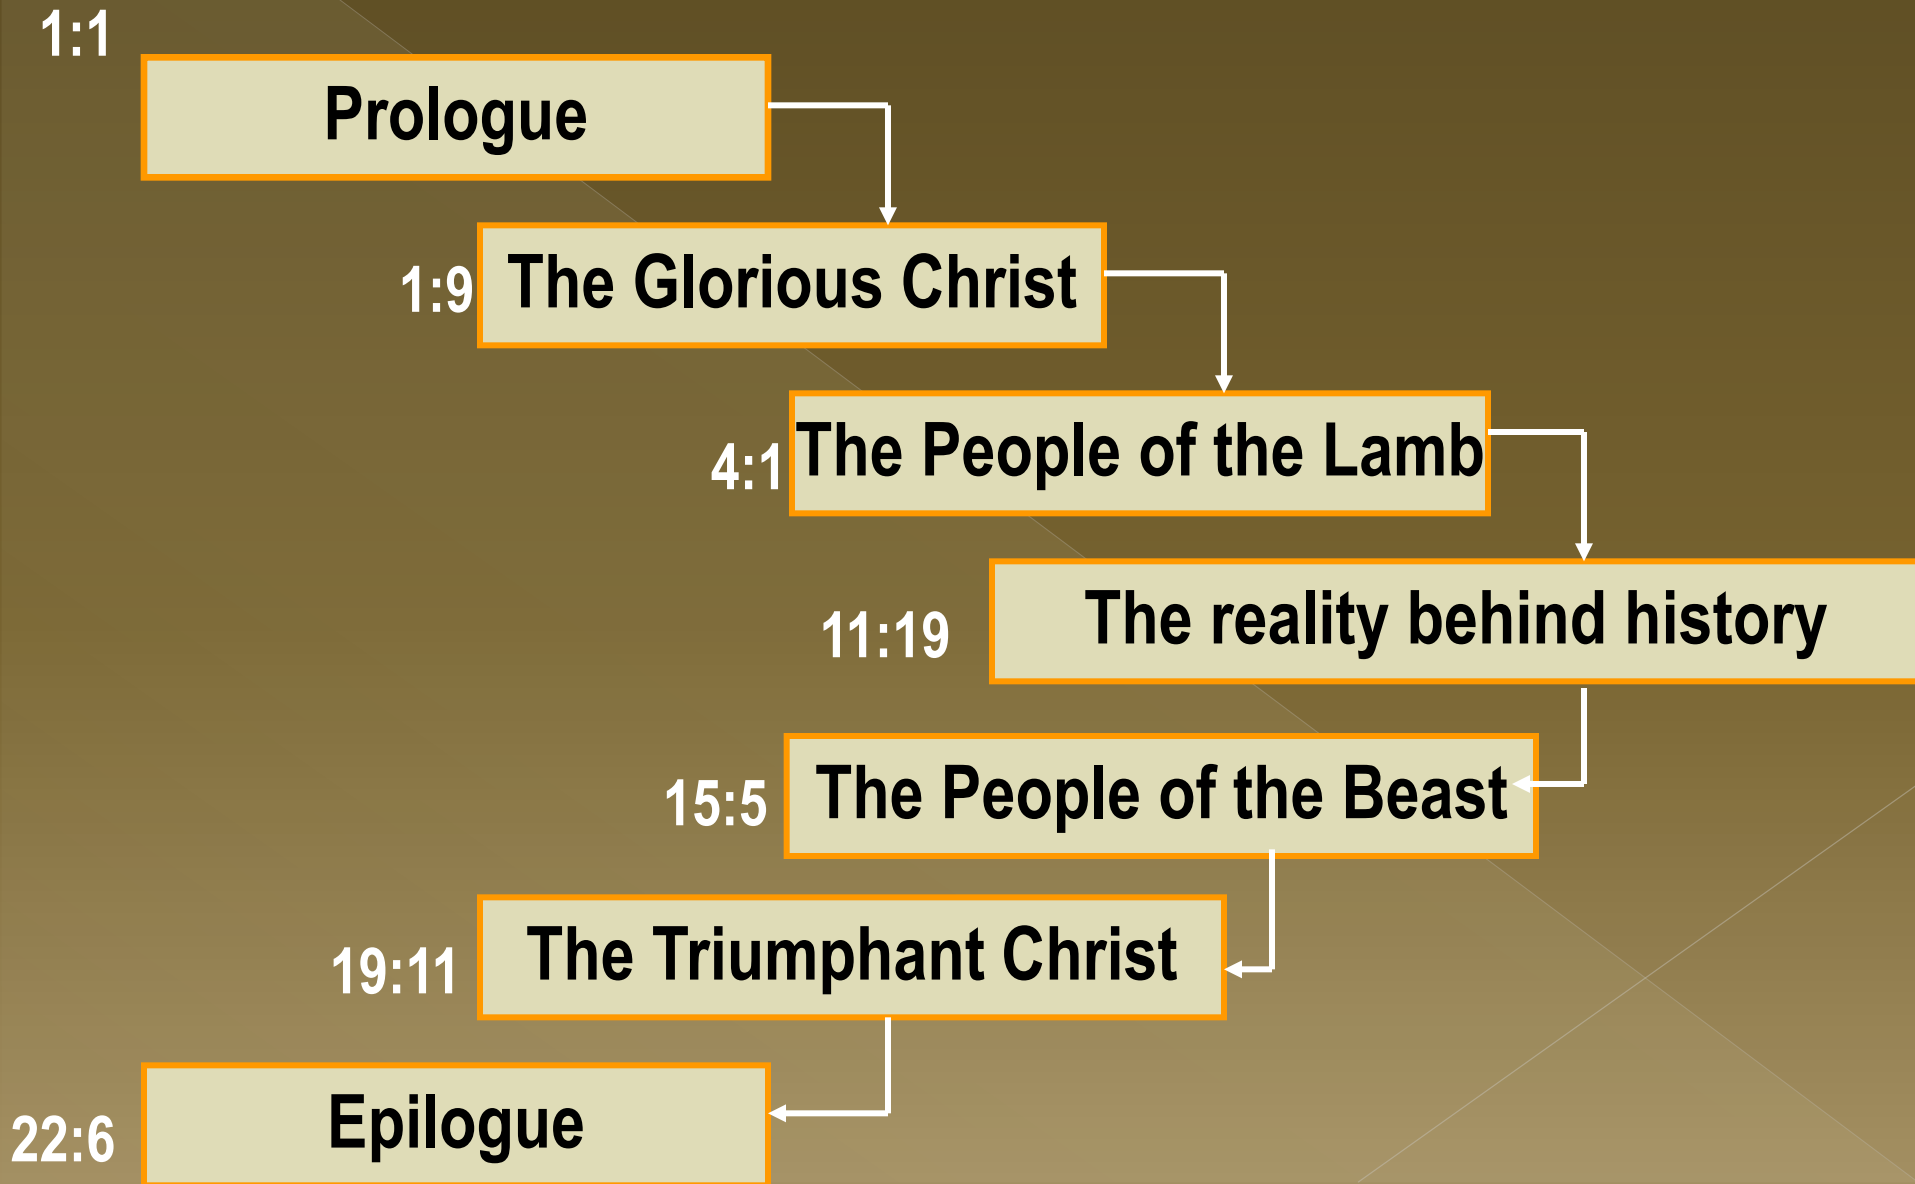 1:1
Prologue
1:9
The Glorious Christ
4:1
The People of the Lamb
11:19
The reality behind history
15:5
The People of the Beast
19:11
The Triumphant Christ
22:6
Epilogue